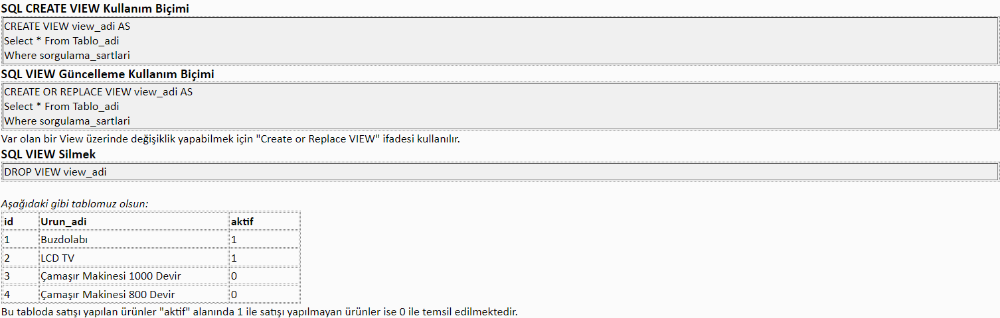 SQL CREATE VIEW Kullanım Biçimi
CREATE VIEW view_adi AS
Select * From Tablo_adi
Where sorgulama_sartlari
SQL VIEW Güncelleme Kullanım Biçimi
CREATE OR REPLACE VIEW view_adi AS
Select * From Tablo_adi
Where sorgulama_sartlari
Var olan bir View üzerinde değişiklik yapabilmek için "Create or Replace VIEW" ifadesi kullanılır.
SQL VIEW Silmek
DROP VIEW view_adi
Aşağıdaki gibi tablomuz olsun:
id Urun_adi aktif
1 Buzdolabı 1
2 LCD TV 1
3 Çamaşır Makinesi 1000 Devir 0
4 Çamaşır Makinesi 800 Devir 0
Bu tabloda satışı yapılan ürünler "aktif" alanında 1 ile satışı yapılmayan ürünler ise 0 ile temsil edilmektedir.